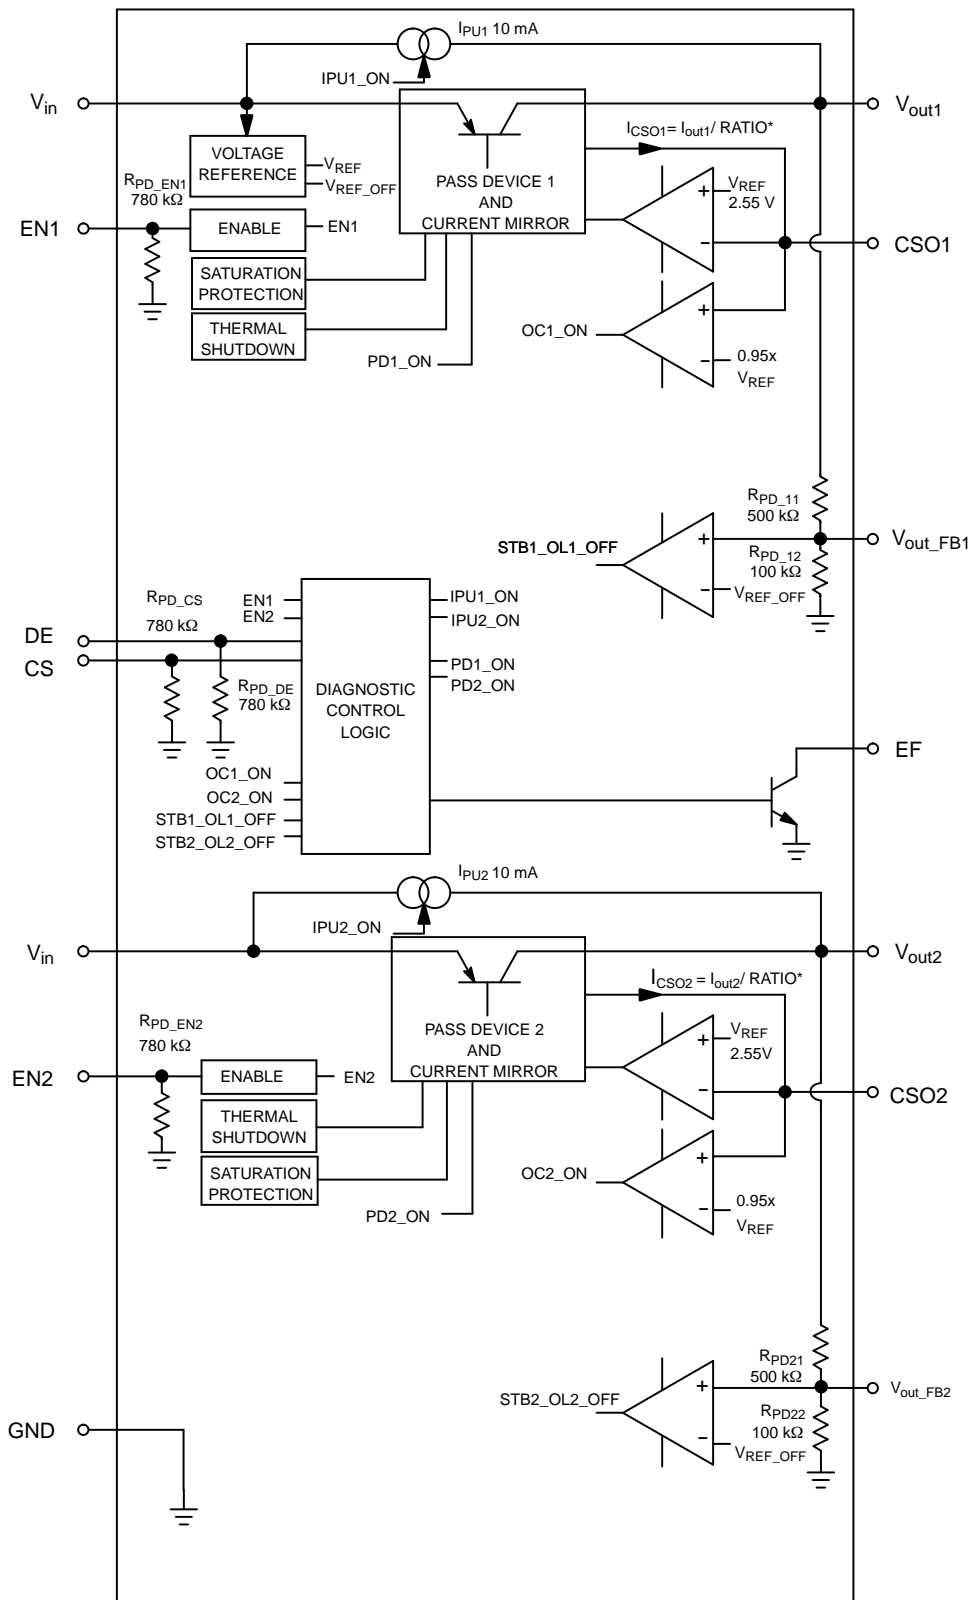 I_PU1 10 mA
IPU1_ON
V_in
V_out1
I_CSO1= I_out1/ RATIO*
VOLTAGE
REFERENCE
V_REF
V_REF_OFF
R_PD_EN1
780 kΩ
PASS DEVICE 1
AND
CURRENT MIRROR
+
V_REF
2.55 V
−
EN1
ENABLE
EN1
CSO1
SATURATION
PROTECTION
THERMAL
SHUTDOWN
PD1_ON
OC1_ON
+
−
0.95x
V_REF
R_PD_11
500 kΩ
STB1_OL1_OFF
+
−
V_out_FB1
R_PD_12
100 kΩ
V_REF_OFF
R_PD_CS
780 kΩ
EN1
EN2
IPU1_ON
IPU2_ON
DE
CS
R_PD_DE
780 kΩ
DIAGNOSTIC
CONTROL
LOGIC
PD1_ON
PD2_ON
EF
OC1_ON
OC2_ON
STB1_OL1_OFF
STB2_OL2_OFF
I_PU2 10 mA
IPU2_ON
V_in
V_out2
I_CSO2 = I_out2/ RATIO*
R_PD_EN2
780 kΩ
PASS DEVICE 2
AND
CURRENT MIRROR
+
V_REF
2.55V
−
EN2
ENABLE
EN2
CSO2
THERMAL
SHUTDOWN
SATURATION
PROTECTION
PD2_ON
OC2_ON
+
−
0.95x
V_REF
R_PD21
500 kΩ
STB2_OL2_OFF
+
−
V_out_FB2
R_PD22
100 kΩ
V_REF_OFF
GND